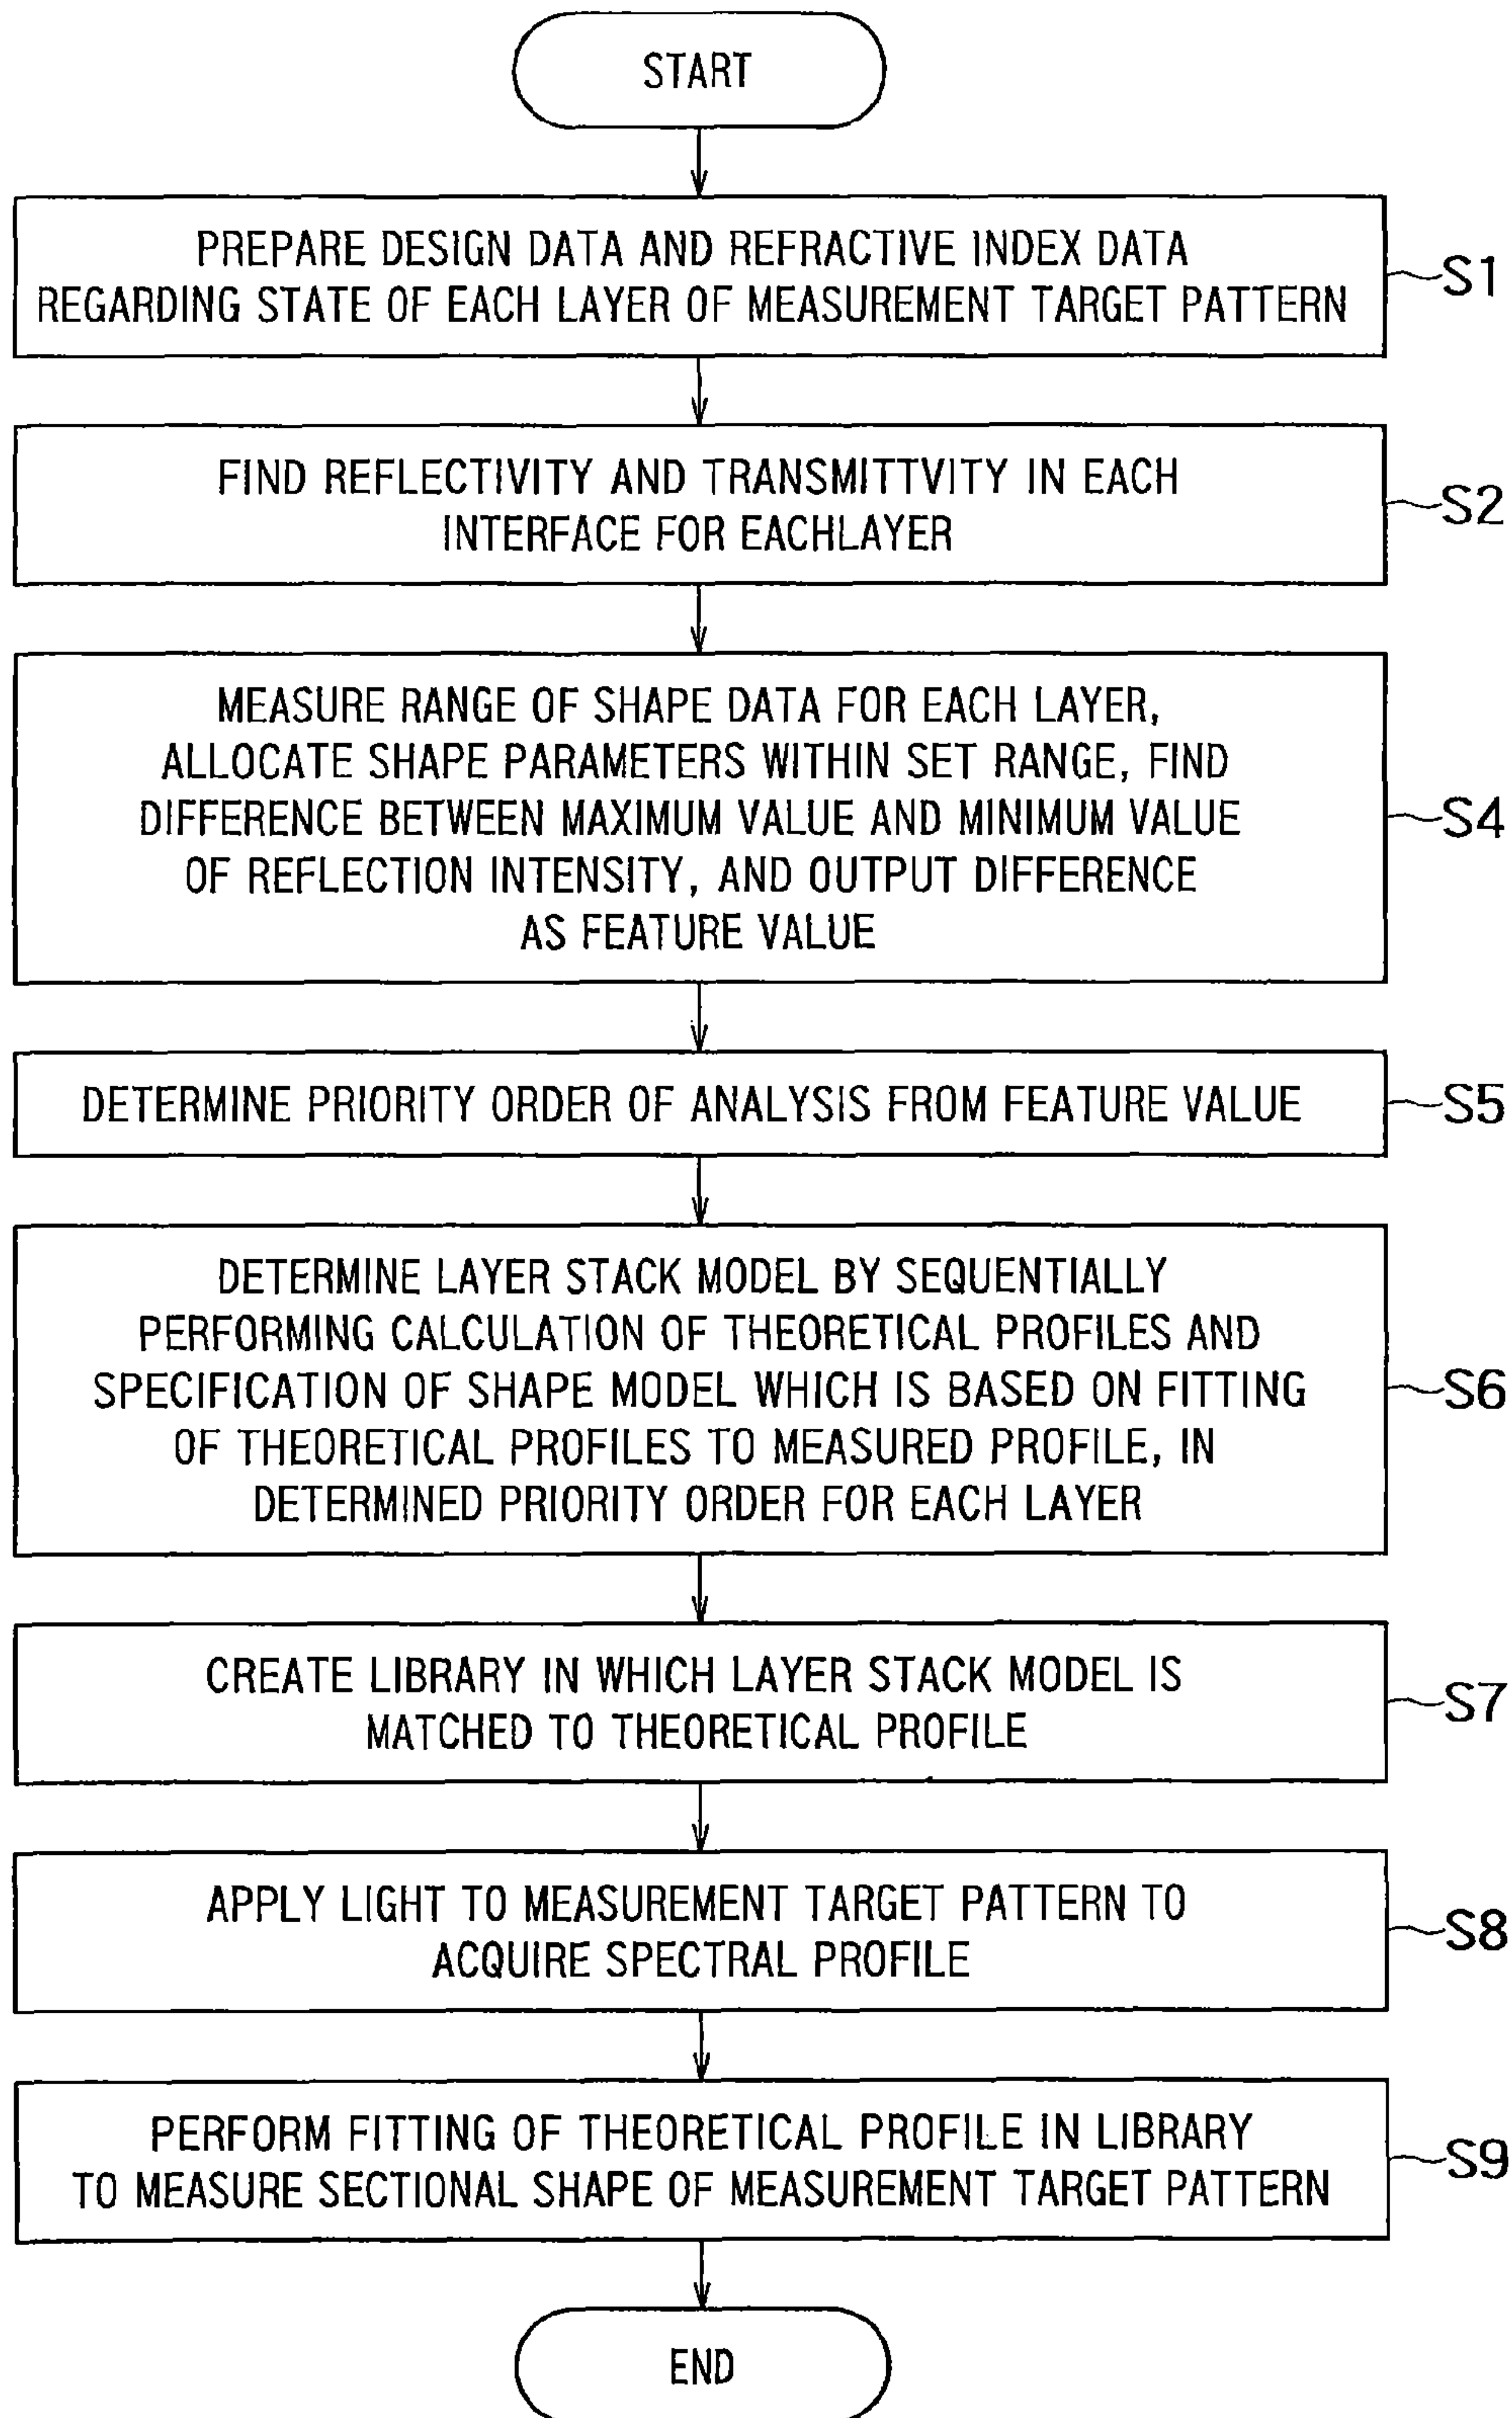 START
PREPARE DESIGN DATA AND REFRACTIVE INDEX DATA
REGARDING STATE OF EACH LAYER OF MEASUREMENT TARGET PATTERN
S1
FIND REFLECTIVITY AND TRANSMITTVITY IN EACH
INTERFACE FOR EACHLAYER
S2
MEASURE RANGE OF SHAPE DATA FOR EACH LAYER,
ALLOCATE SHAPE PARAMETERS WITHIN SET RANGE, FIND
DIFFERENCE BETWEEN MAXIMUM VALUE AND MINIMUM VALUE
OF REFLECTION INTENSITY, AND OUTPUT DIFFERENCE
AS FEATURE VALUE
S4
DETERMINE PRIORITY ORDER OF ANALYSIS FROM FEATURE VALUE
S5
DETERMINE LAYER STACK MODEL BY SEQUENTIALLY
PERFORMING CALCULATION OF THEORETICAL PROFILES AND
SPECIFICATION OF SHAPE MODEL WHICH IS BASED ON FITTING
OF THEORETICAL PROFILES TO MEASURED PROFILE, IN
DETERMINED PRIORITY ORDER FOR EACH LAYER
S6
CREATE LIBRARY IN WHICH LAYER STACK MODEL IS
MATCHED TO THEORETICAL PROFILE
S7
APPLY LIGHT TO MEASUREMENT TARGET PATTERN TO
ACQUIRE SPECTRAL PROFILE
S8
PERFORM FITTING OF THEORETICAL PROFILE IN LIBRARY
TO MEASURE SECTIONAL SHAPE OF MEASUREMENT TARGET PATTERN
S9
END